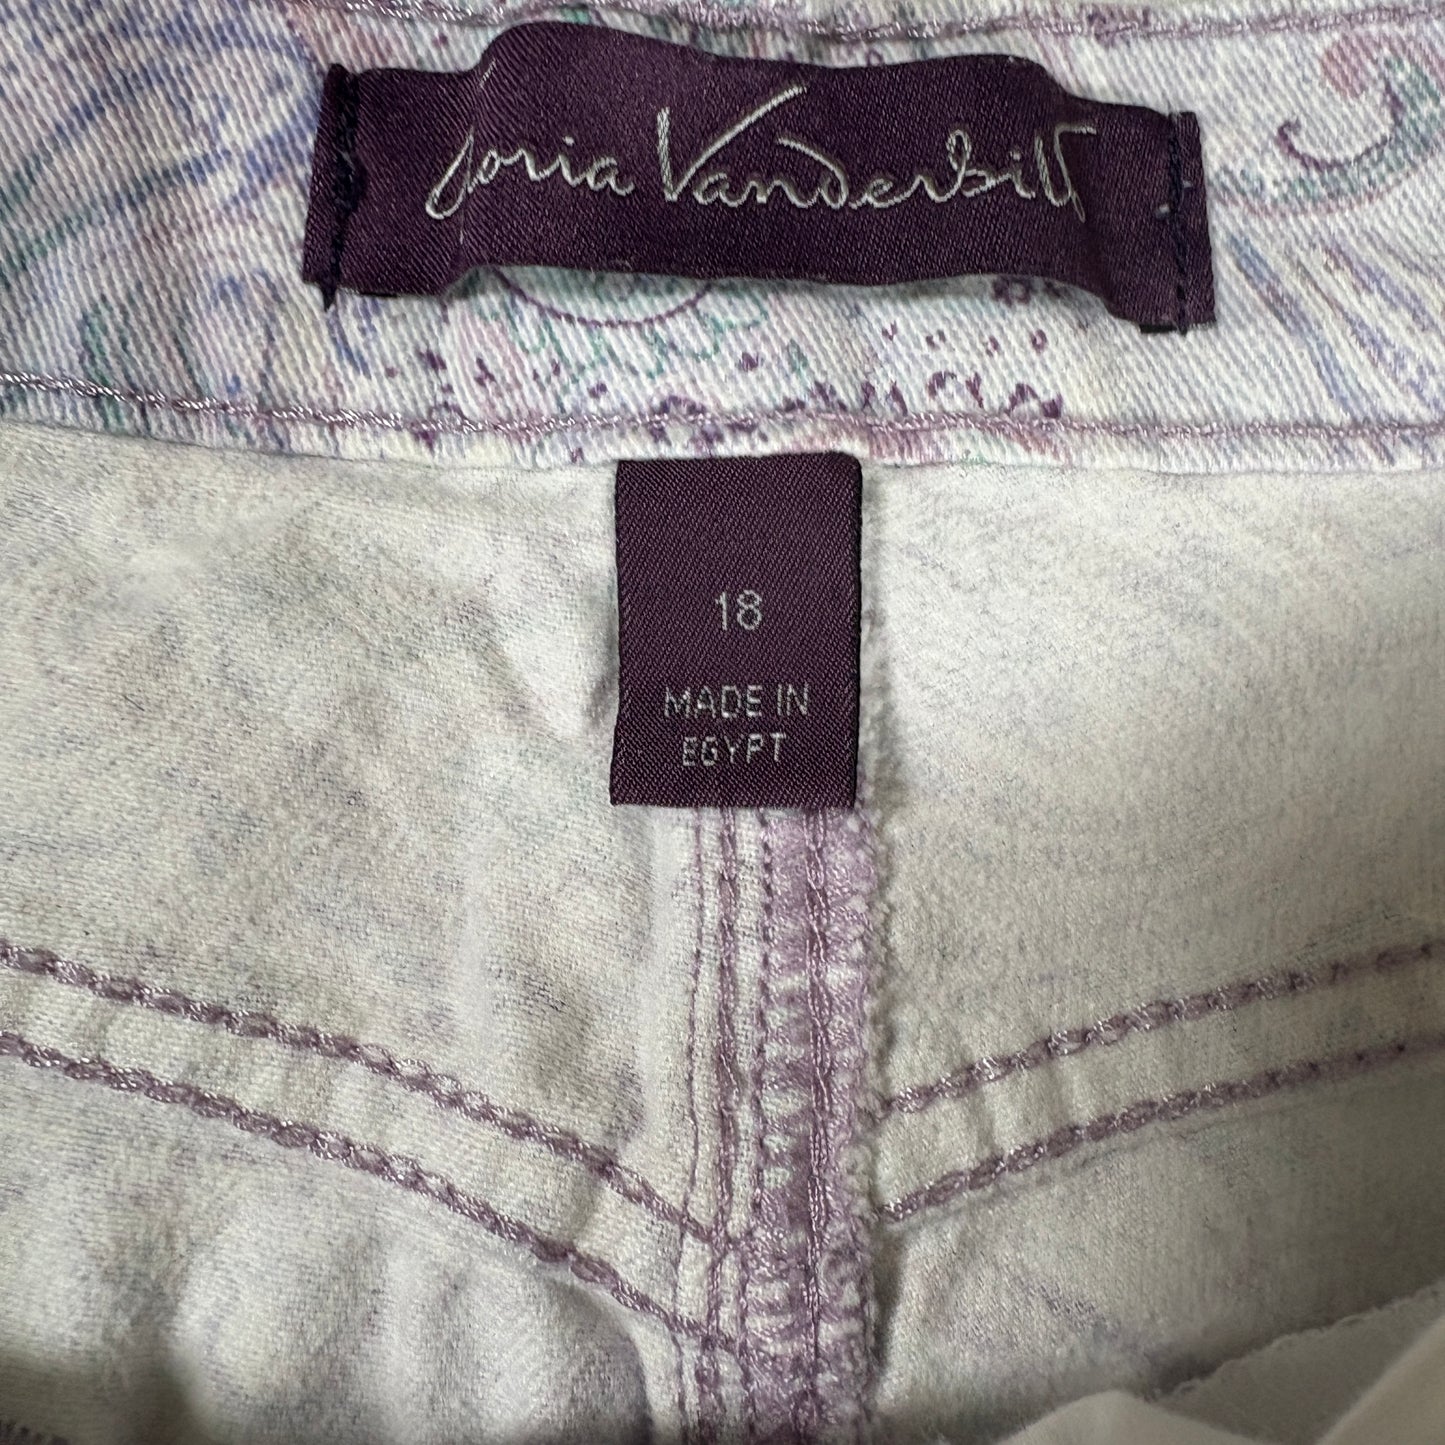 Gloria Vanderbilt
18
MADE IN
EGYPT